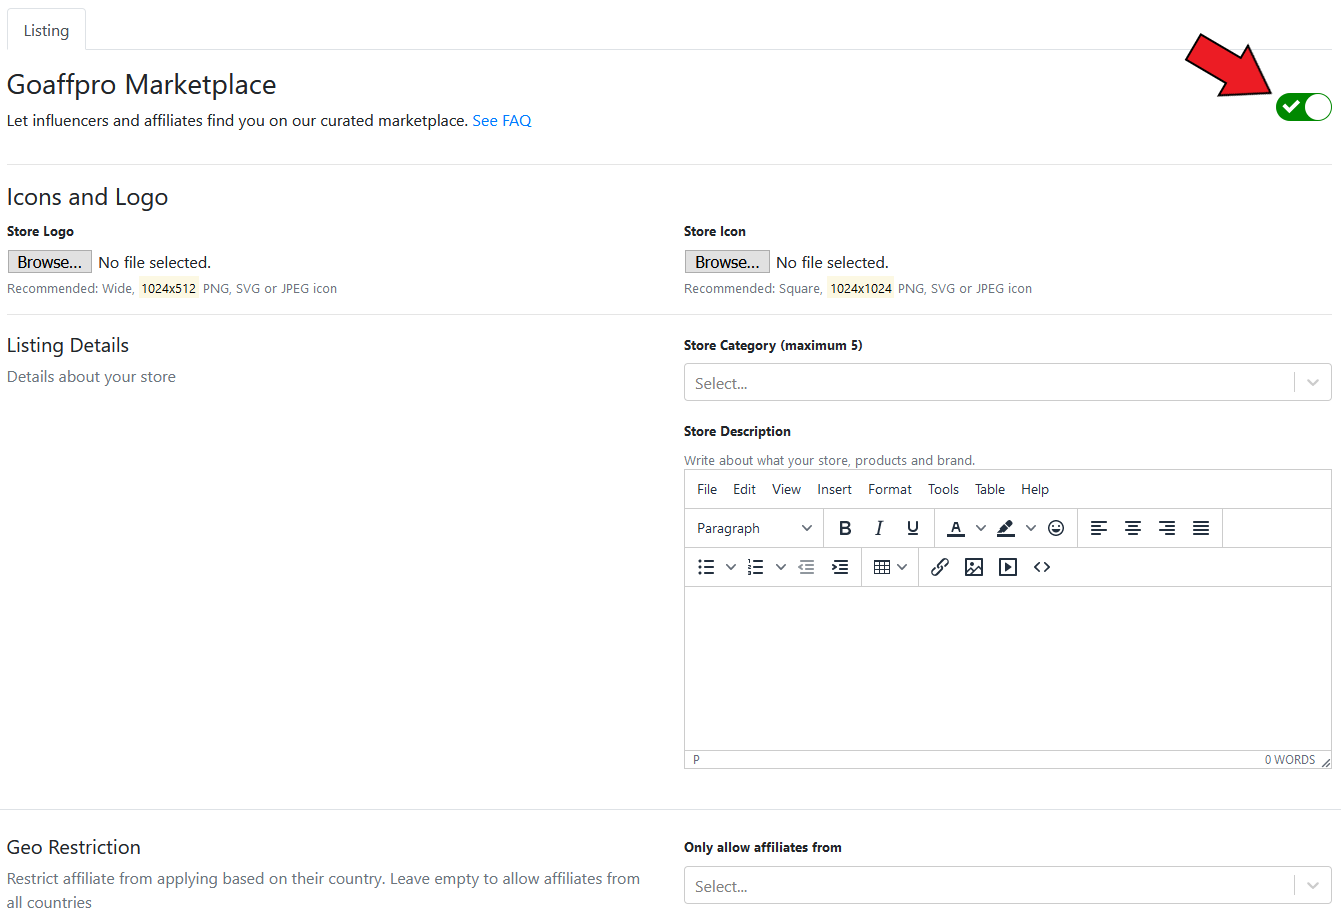 Listing
Goaffpro Marketplace
Let influencers and affiliates find you on our curated marketplace. See FAQ
Icons and Logo
Store Logo
Browse... No file selected.
Recommended: Wide, 1024x512 PNG, SVG or JPEG icon
Store Icon
Browse... No file selected.
Recommended: Square, 1024x1024 PNG, SVG or JPEG icon
Listing Details
Details about your store
Store Category (maximum 5)
Select...
Store Description
Write about what your store, products and brand.
File Edit View Insert Format Tools Table Help
Paragraph B I U A
P 0 WORDS
Geo Restriction
Restrict affiliate from applying based on their country. Leave empty to allow affiliates from
all countries
Only allow affiliates from
Select...